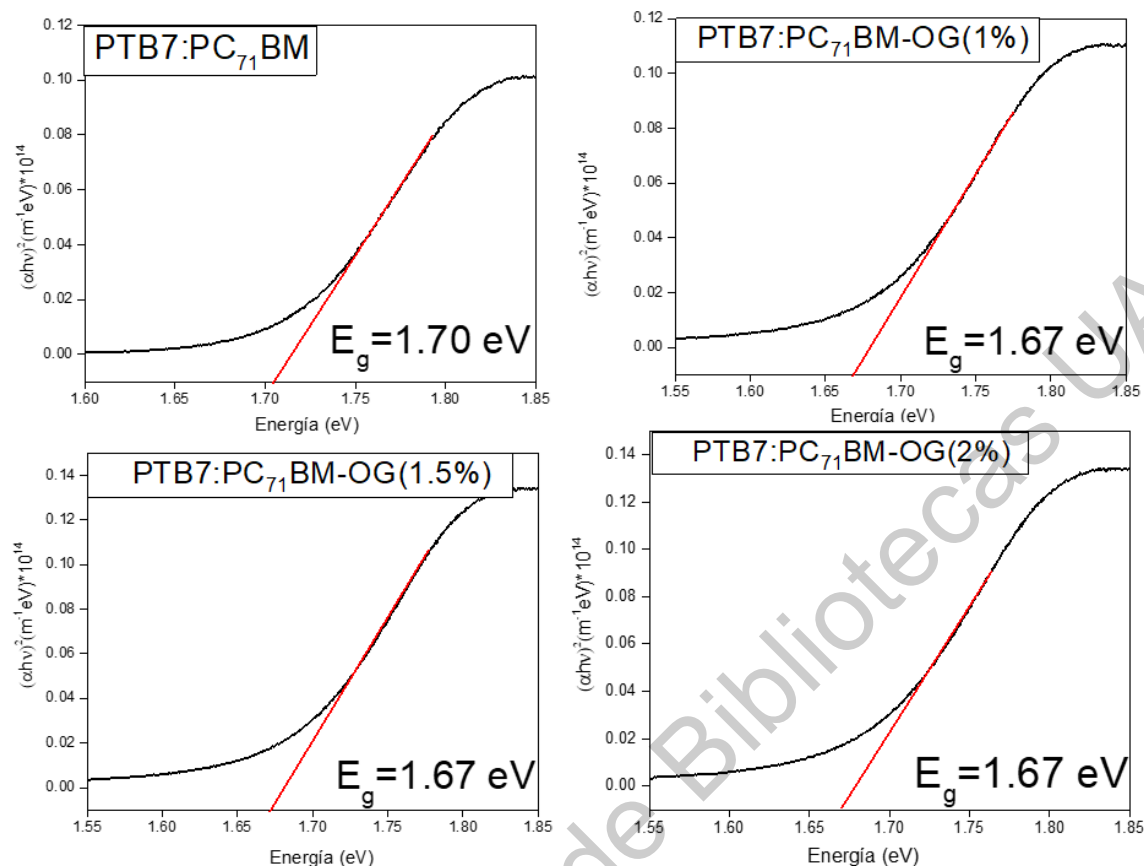 PTB7:PC₇₁BM
0.12
0.10
0.08
0.06
0.04
0.02
0.00
(αhν)²(m⁻¹eV)*10¹⁴
E_g=1.70 eV
1.60 1.65 1.70 1.75 1.80 1.85
Energía (eV)
PTB7:PC₇₁BM-OG(1%)
0.12
0.10
0.08
0.06
0.04
0.02
0.00
(αhν)²(m⁻¹eV)*10¹⁴
E_g=1.67 eV
1.55 1.60 1.65 1.70 1.75 1.80 1.85
Energía (eV)
PTB7:PC₇₁BM-OG(1.5%)
0.14
0.12
0.10
0.08
0.06
0.04
0.02
0.00
(αhν)²(m⁻¹eV)*10¹⁴
E_g=1.67 eV
1.55 1.60 1.65 1.70 1.75 1.80 1.85
Energía (eV)
PTB7:PC₇₁BM-OG(2%)
0.14
0.12
0.10
0.08
0.06
0.04
0.02
0.00
(αhν)²(m⁻¹eV)*10¹⁴
E_g=1.67 eV
1.55 1.60 1.65 1.70 1.75 1.80 1.85
Energía (eV)
de Bibliotecas UA